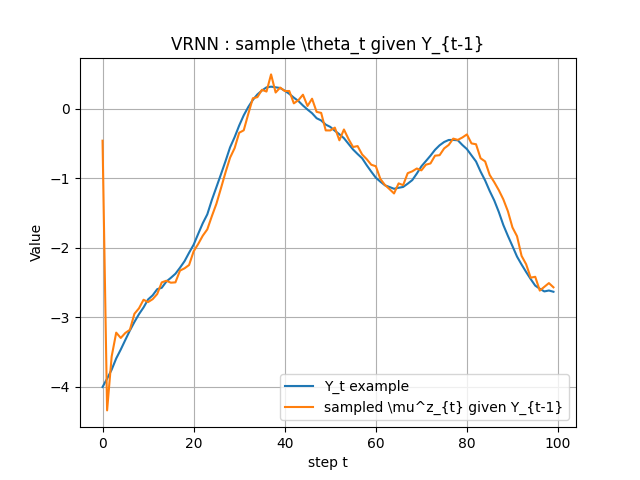 VRNN : sample \theta_t given Y_{t-1}
Value
0
−1
−2
−3
−4
0 20 40 60 80 100
step t
Y_t example
sampled \mu^z_{t} given Y_{t-1}